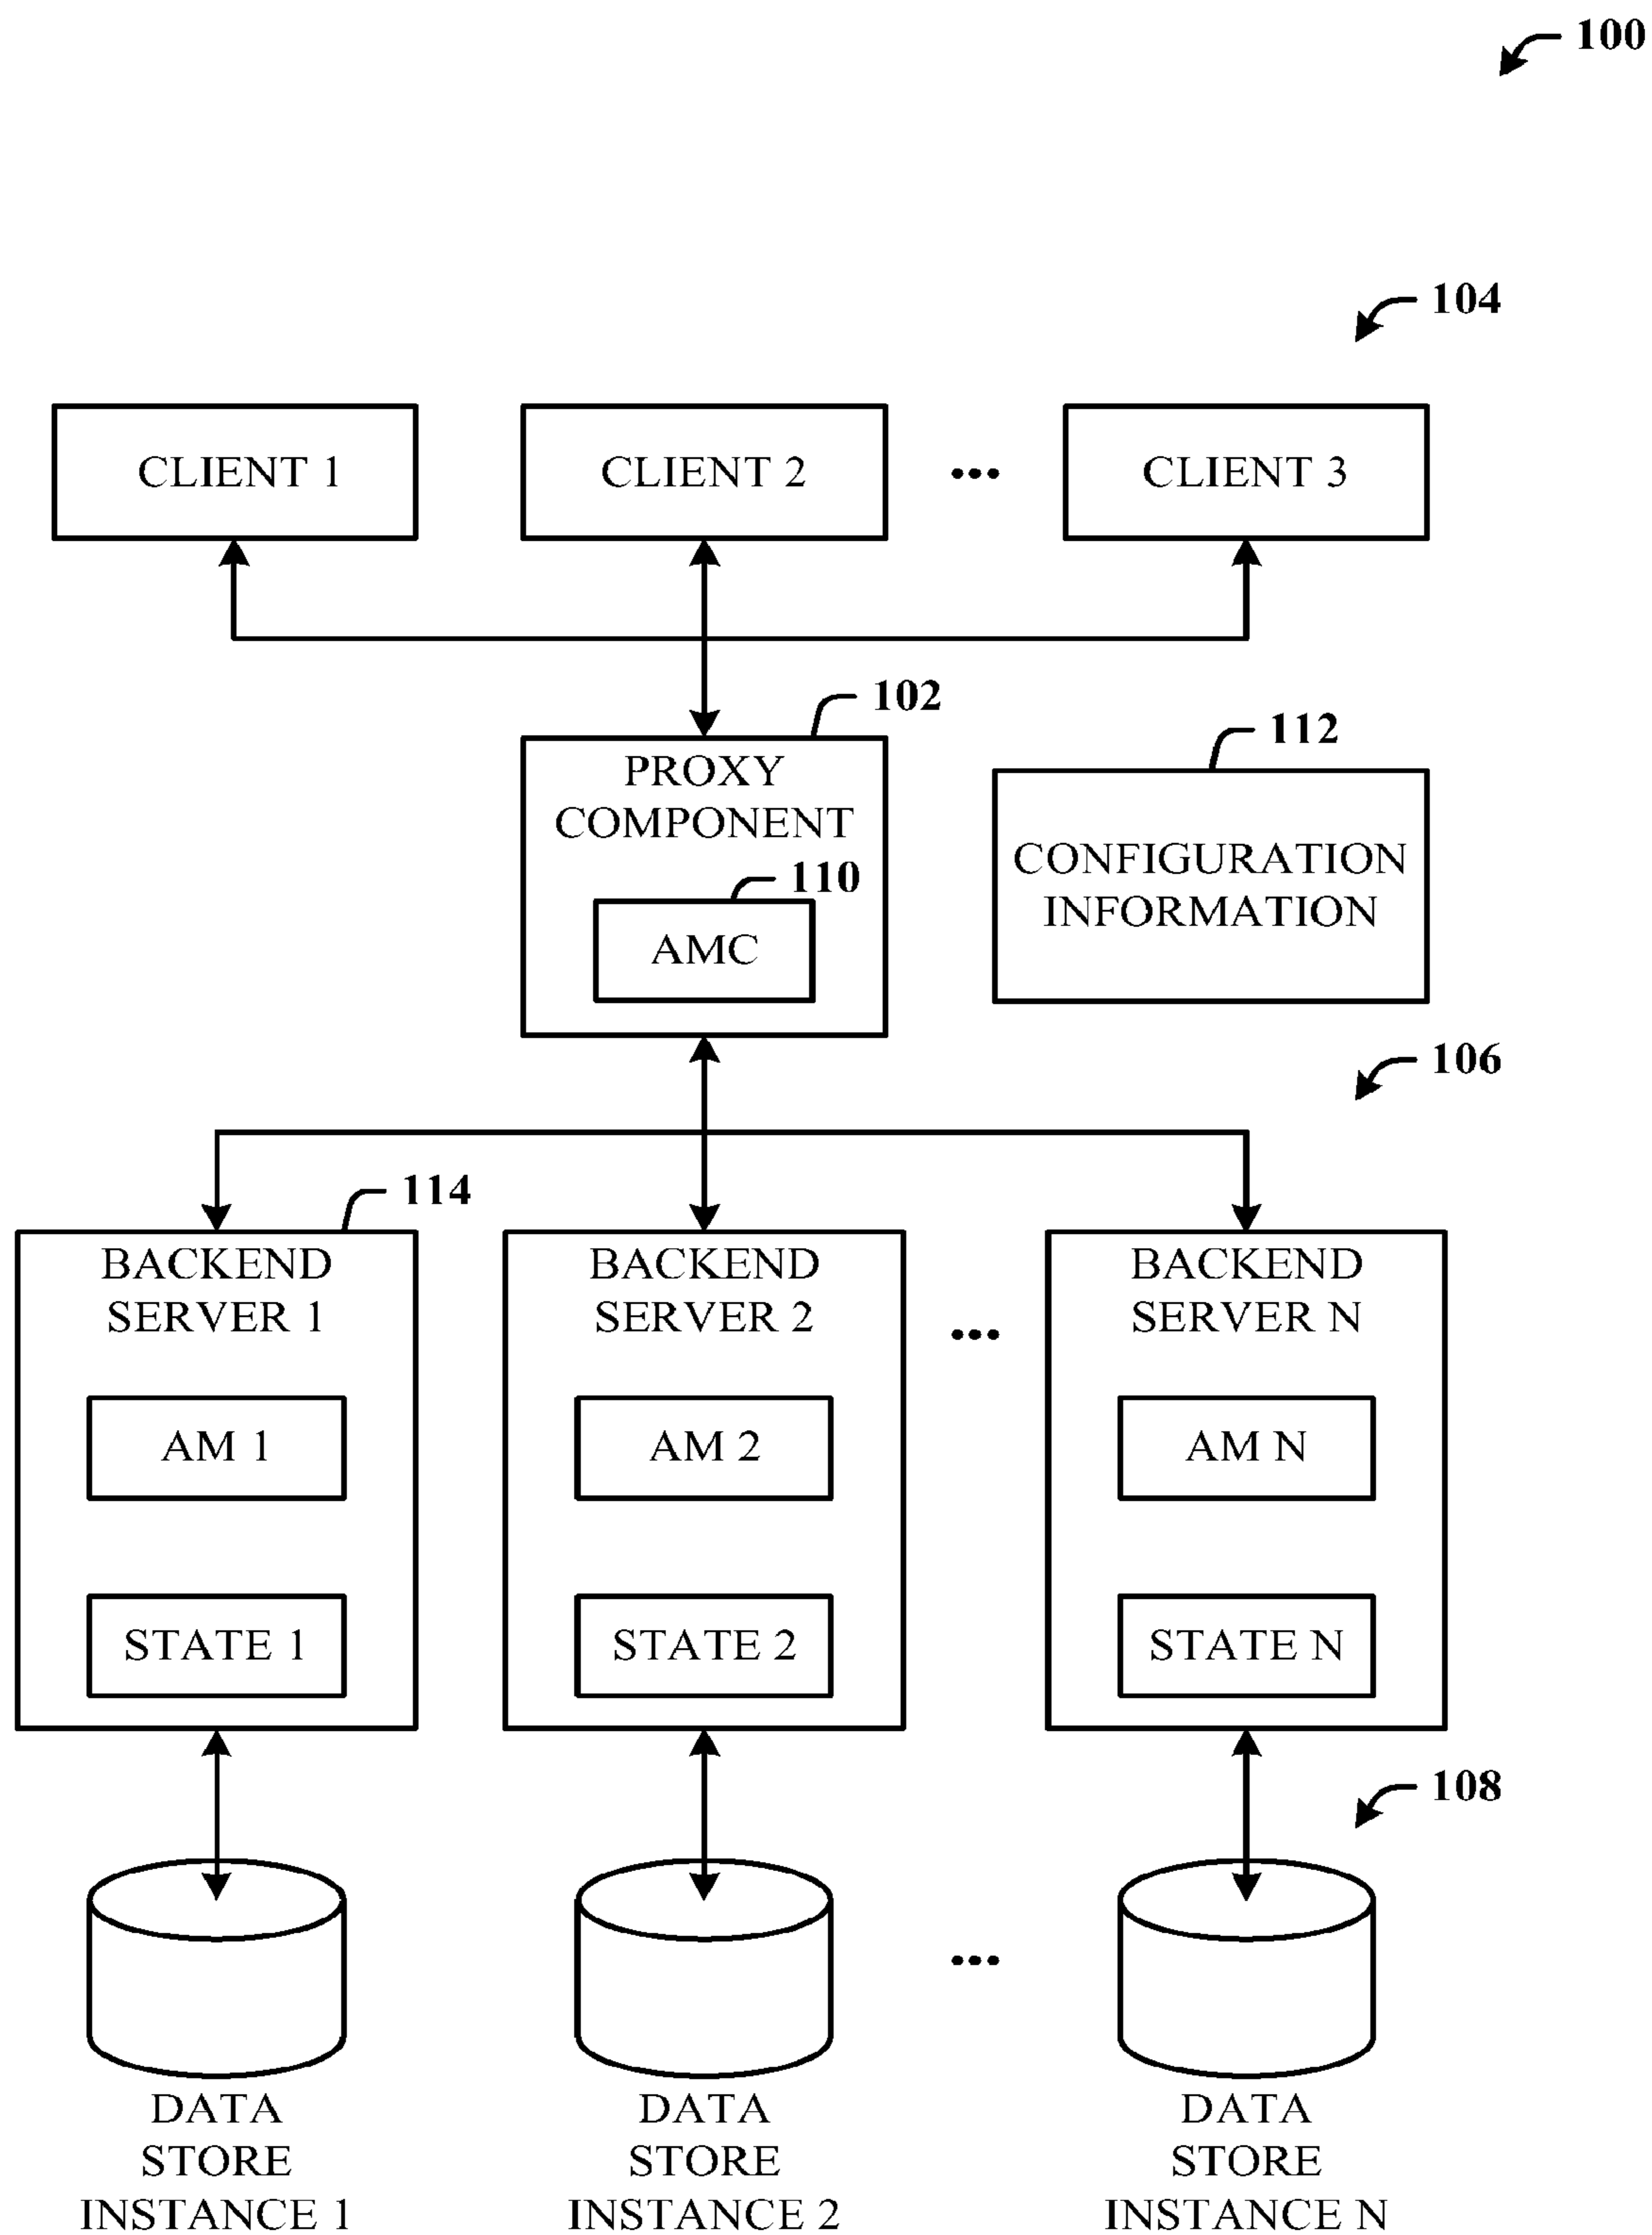 100
104
CLIENT 1
CLIENT 2
...
CLIENT 3
102
PROXY
COMPONENT
110
AMC
112
CONFIGURATION
INFORMATION
106
114
BACKEND
SERVER 1
AM 1
STATE 1
BACKEND
SERVER 2
AM 2
STATE 2
...
BACKEND
SERVER N
AM N
STATE N
108
DATA
STORE
INSTANCE 1
DATA
STORE
INSTANCE 2
...
DATA
STORE
INSTANCE N